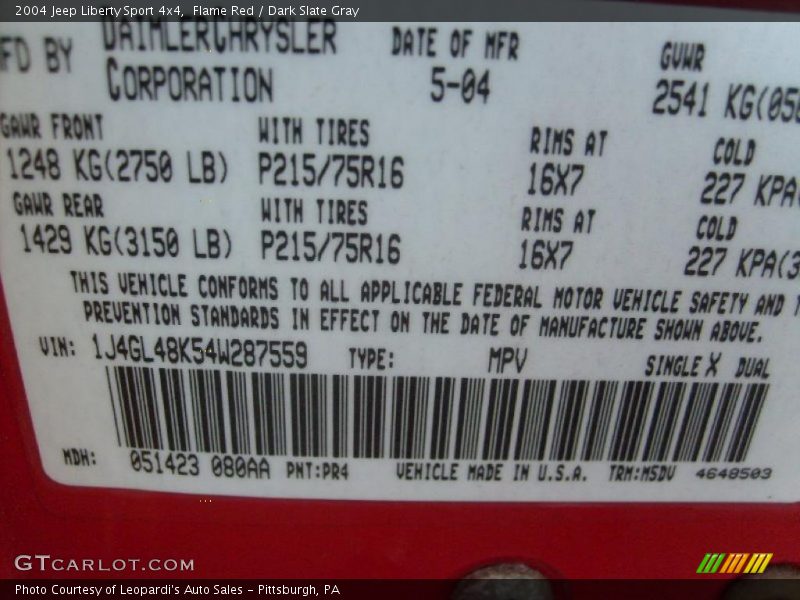 2004 Jeep Liberty Sport 4x4, Flame Red / Dark Slate Gray
MFD BY DAIMLERCHRYSLER CORPORATION
DATE OF MFR 5-04
GVWR 2541 KG(05
GAWR FRONT WITH TIRES RIMS AT COLD
1248 KG(2750 LB) P215/75R16 16X7 227 KPA(
GAWR REAR WITH TIRES RIMS AT COLD
1429 KG(3150 LB) P215/75R16 16X7 227 KPA(3
THIS VEHICLE CONFORMS TO ALL APPLICABLE FEDERAL MOTOR VEHICLE SAFETY AND T
PREVENTION STANDARDS IN EFFECT ON THE DATE OF MANUFACTURE SHOWN ABOVE.
VIN: 1J4GL48K54W287559 TYPE: MPV SINGLE X DUAL
MDH: 051423 080AA PNT:PR4 VEHICLE MADE IN U.S.A. TRM:M5DV 4648503
GTCARLOT.COM
Photo Courtesy of Leopardi's Auto Sales - Pittsburgh, PA